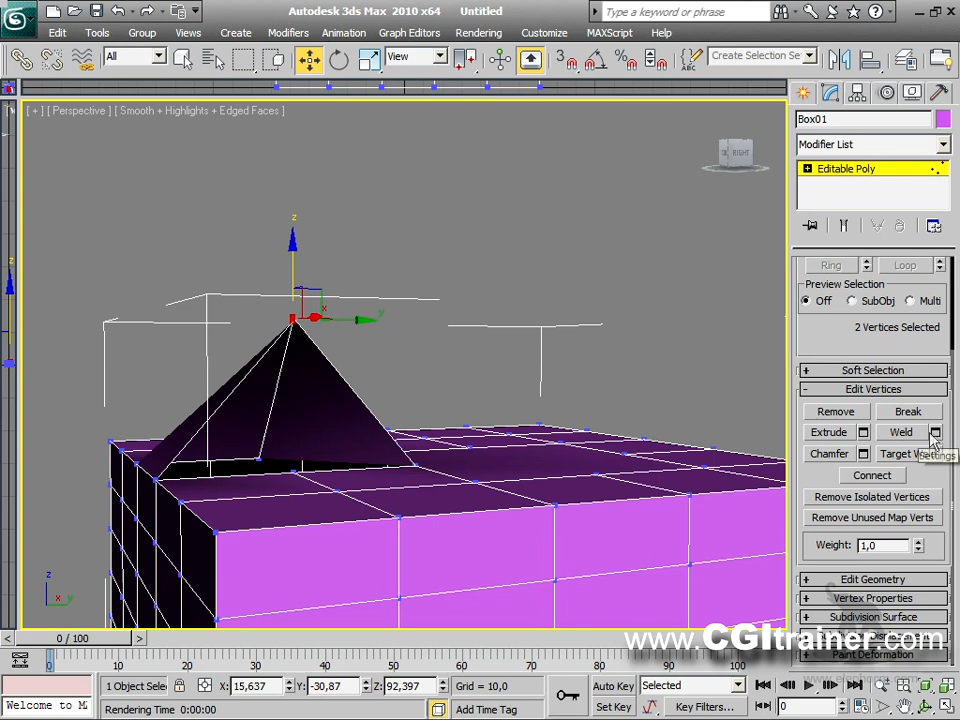 Autodesk 3ds Max 2010 x64 Untitled
Type a keyword or phrase
Edit Tools Group Views Create Modifiers Animation Graph Editors Rendering Customize MAXScript Help
All View 3 Create Selection Se
[ + ] [ Perspective ] [ Smooth + Highlights + Edged Faces ]
RIGHT
Box01
Modifier List
Editable Poly
Ring Loop
Preview Selection
Off SubObj Multi
2 Vertices Selected
Soft Selection
Edit Vertices
Remove Break
Extrude Weld
Chamfer Target
Settings
Connect
Remove Isolated Vertices
Remove Unused Map Verts
Weight: 1,0
Edit Geometry
Vertex Properties
Subdivision Surface
Paint Deformation
z
x
y
z
x
y
z
www.CGItrainer.com
0 / 100
0 10 20 30 40 50 60 70 80 90 100
1 Object Selec X: 15,637 Y: -30,87 Z: 92,397 Grid = 10,0 Auto Key Selected
Welcome to MA Rendering Time 0:00:00 Add Time Tag Set Key Key Filters... 0